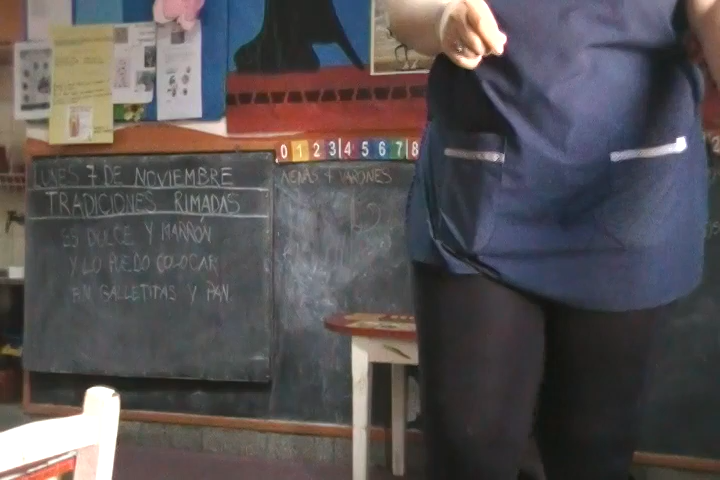 0 1 2 3 4 5 6 7 8
LUNES 7 DE NOVIEMBRE
TRADICIONES RIMADAS
ES DULCE Y MARRÓN
Y LO PUEDO COLOCAR
EN GALLETITAS Y PAN
NENAS Y VARONES